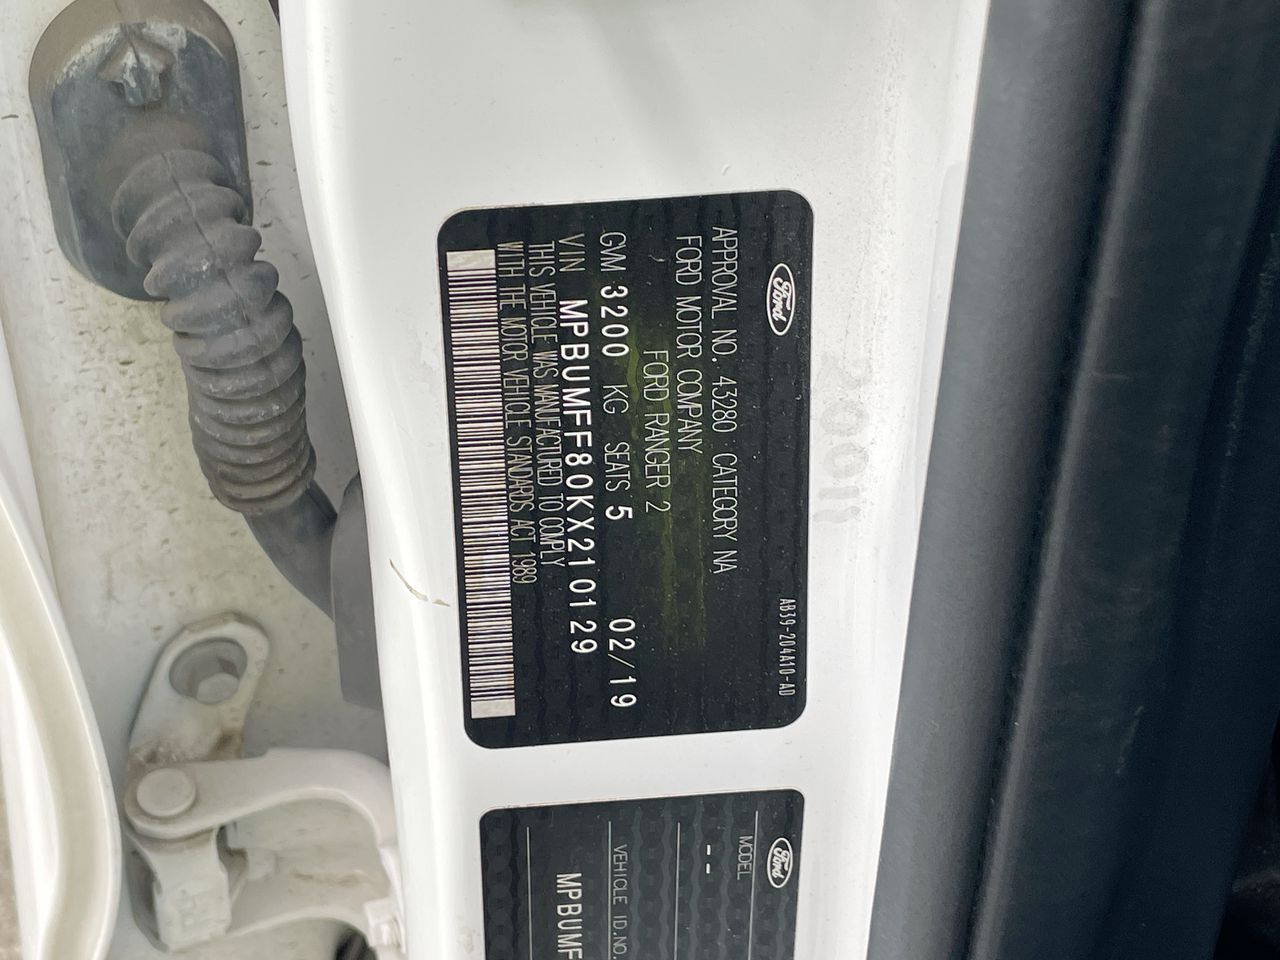 Ford
AB39-204A10-AD
APPROVAL NO. 43280 CATEGORY NA
FORD MOTOR COMPANY
FORD RANGER 2
GVM 3200 KG SEATS 5 02/19
VIN MPBUMFF80KX210129
THIS VEHICLE WAS MANUFACTURED TO COMPLY
WITH THE MOTOR VEHICLE STANDARDS ACT 1989
Ford
MODEL
--
VEHICLE ID.NO.
MPBUMF